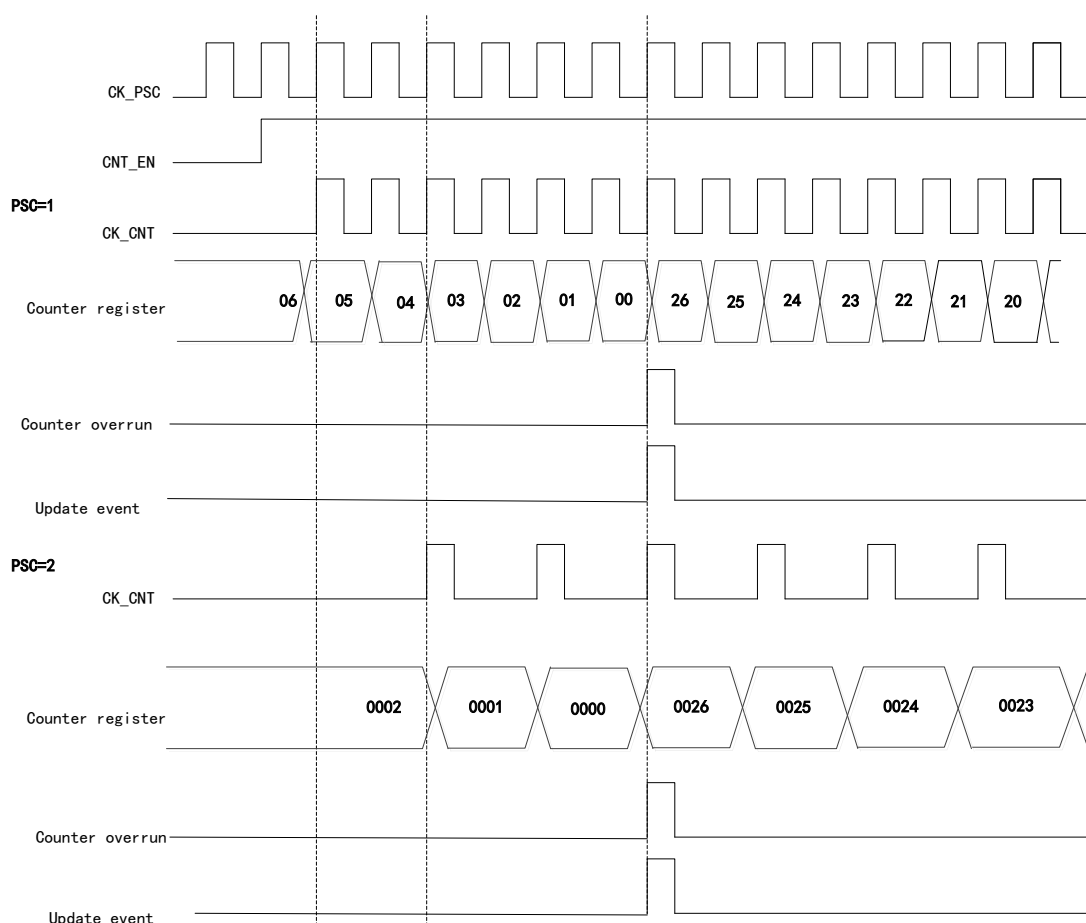 CK_PSC
CNT_EN
PSC=1
CK_CNT
Counter register 06 05 04 03 02 01 00 26 25 24 23 22 21 20
Counter overrun
Update event
PSC=2
CK_CNT
Counter register 0002 0001 0000 0026 0025 0024 0023
Counter overrun
Update event